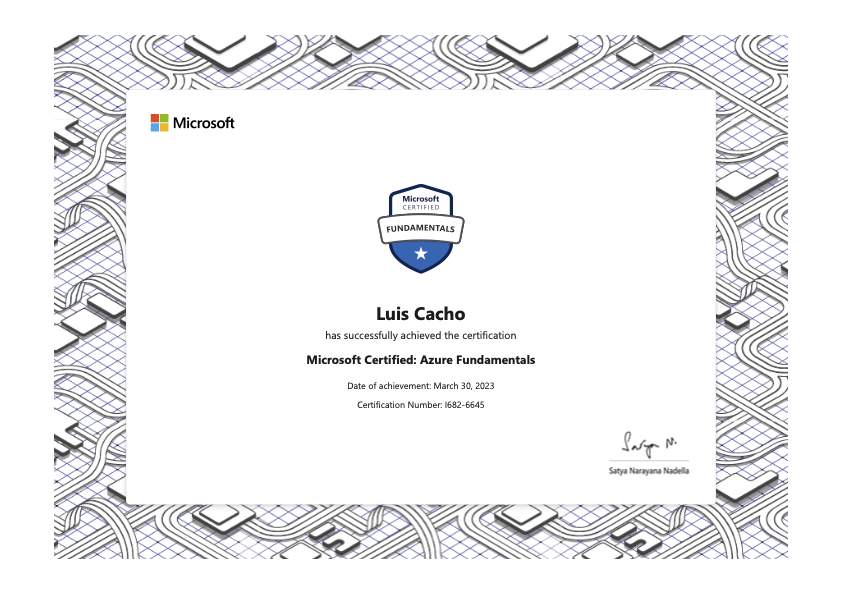 Microsoft
Microsoft
CERTIFIED
FUNDAMENTALS
Luis Cacho
has successfully achieved the certification
Microsoft Certified: Azure Fundamentals
Date of achievement: March 30, 2023
Certification Number: I682-6645
Satya N.
Satya Narayana Nadella